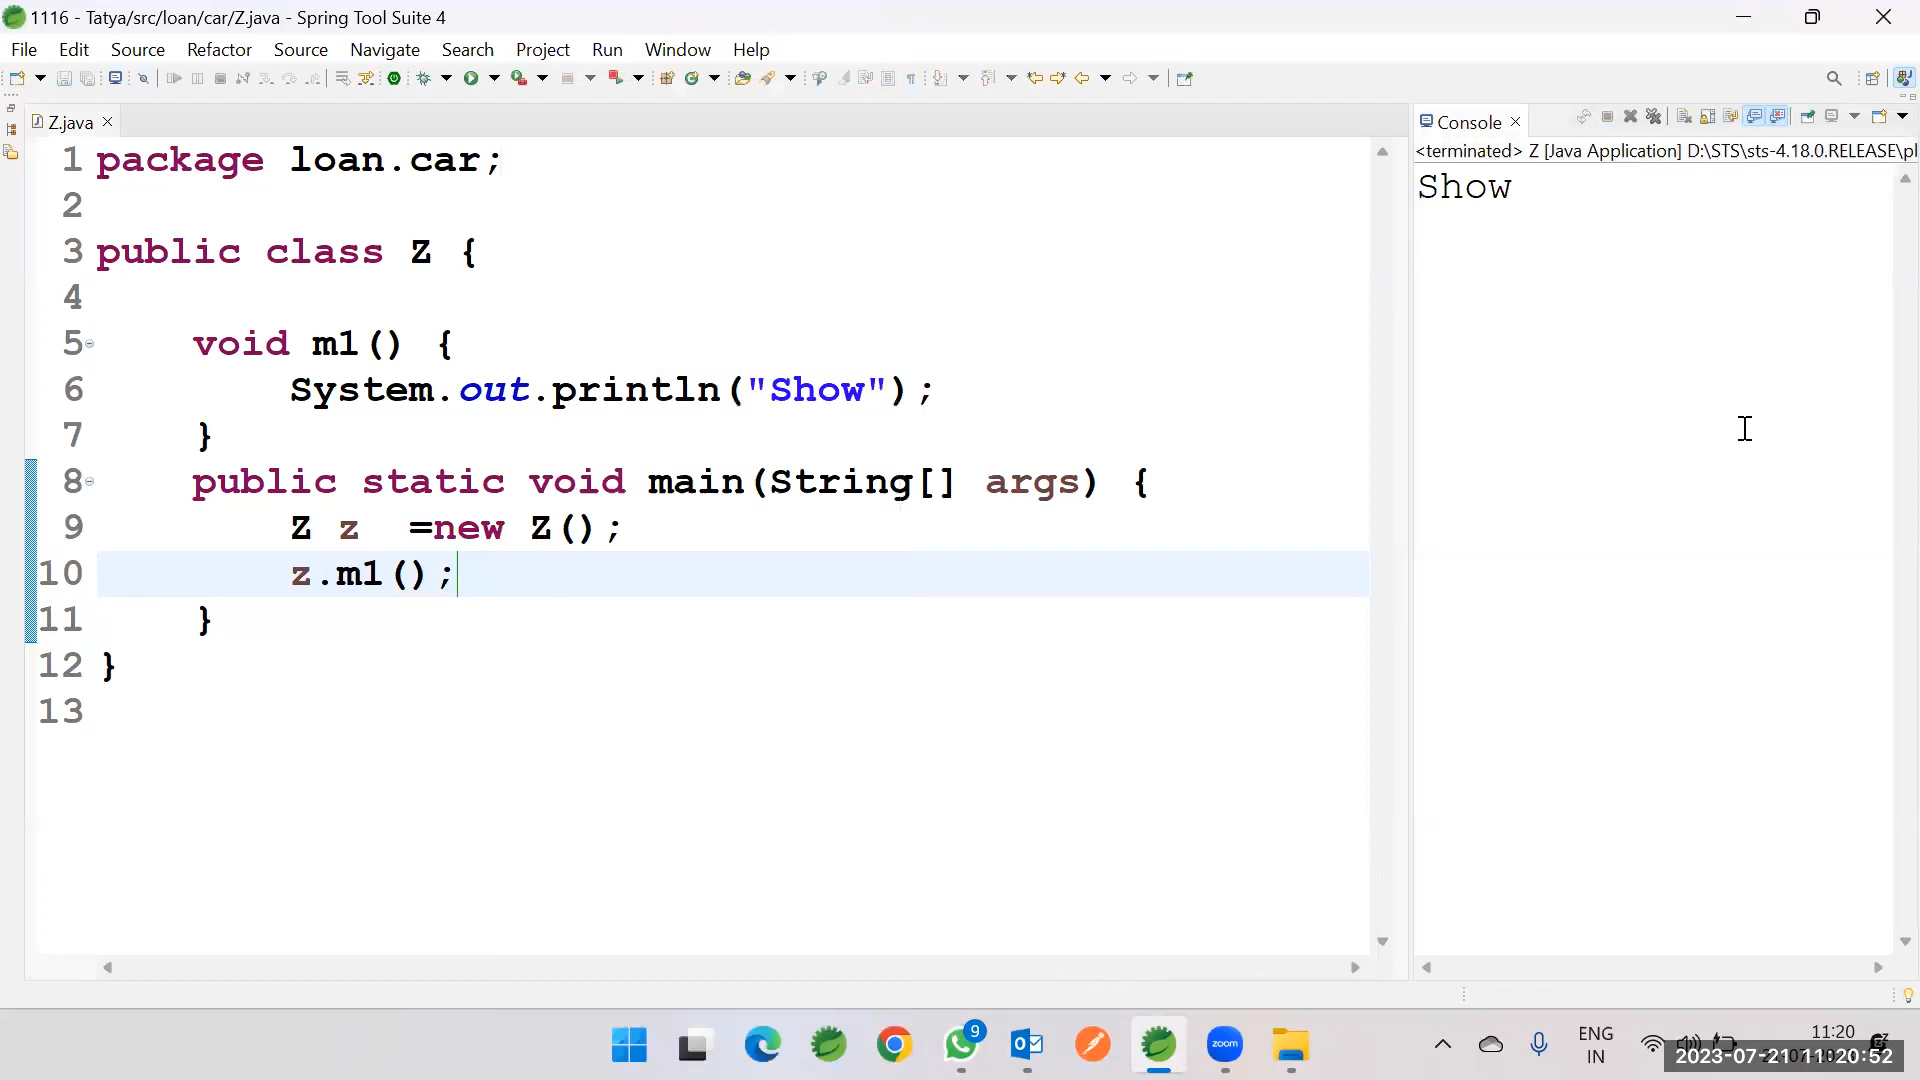 1116 - Tatya/src/loan/car/Z.java - Spring Tool Suite 4
File Edit Source Refactor Source Navigate Search Project Run Window Help
Z.java
1 package loan.car;
2
3 public class Z {
4
5 void m1() {
6 System.out.println("Show");
7 }
8 public static void main(String[] args) {
9 Z z =new Z();
10 z.m1();
11 }
12 }
13
Console
<terminated> Z [Java Application] D:\STS\sts-4.18.0.RELEASE\pl
Show
9
zoom
ENG
IN
11:20
2023-07-21 11:20:52